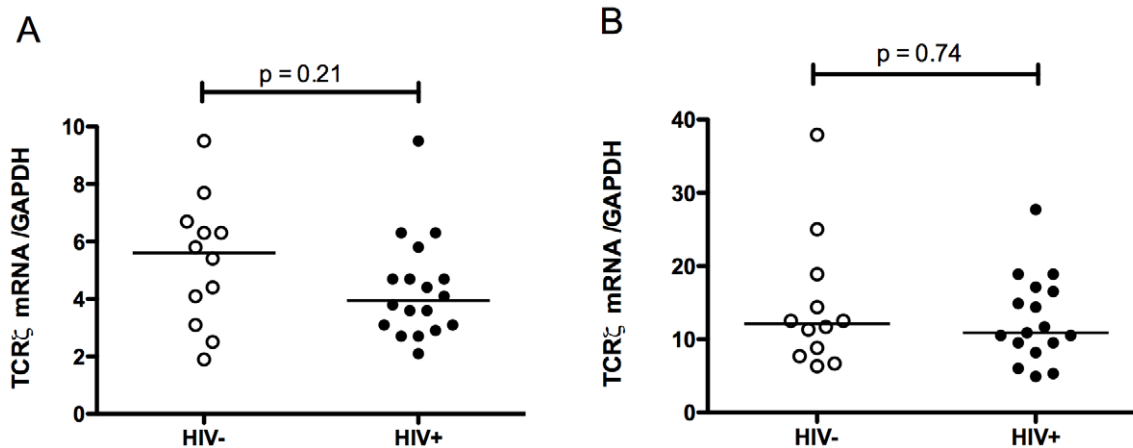 A
p = 0.21
TCRζ mRNA /GAPDH
10
8
6
4
2
0
HIV-
HIV+
B
p = 0.74
TCRζ mRNA /GAPDH
40
30
20
10
0
HIV-
HIV+